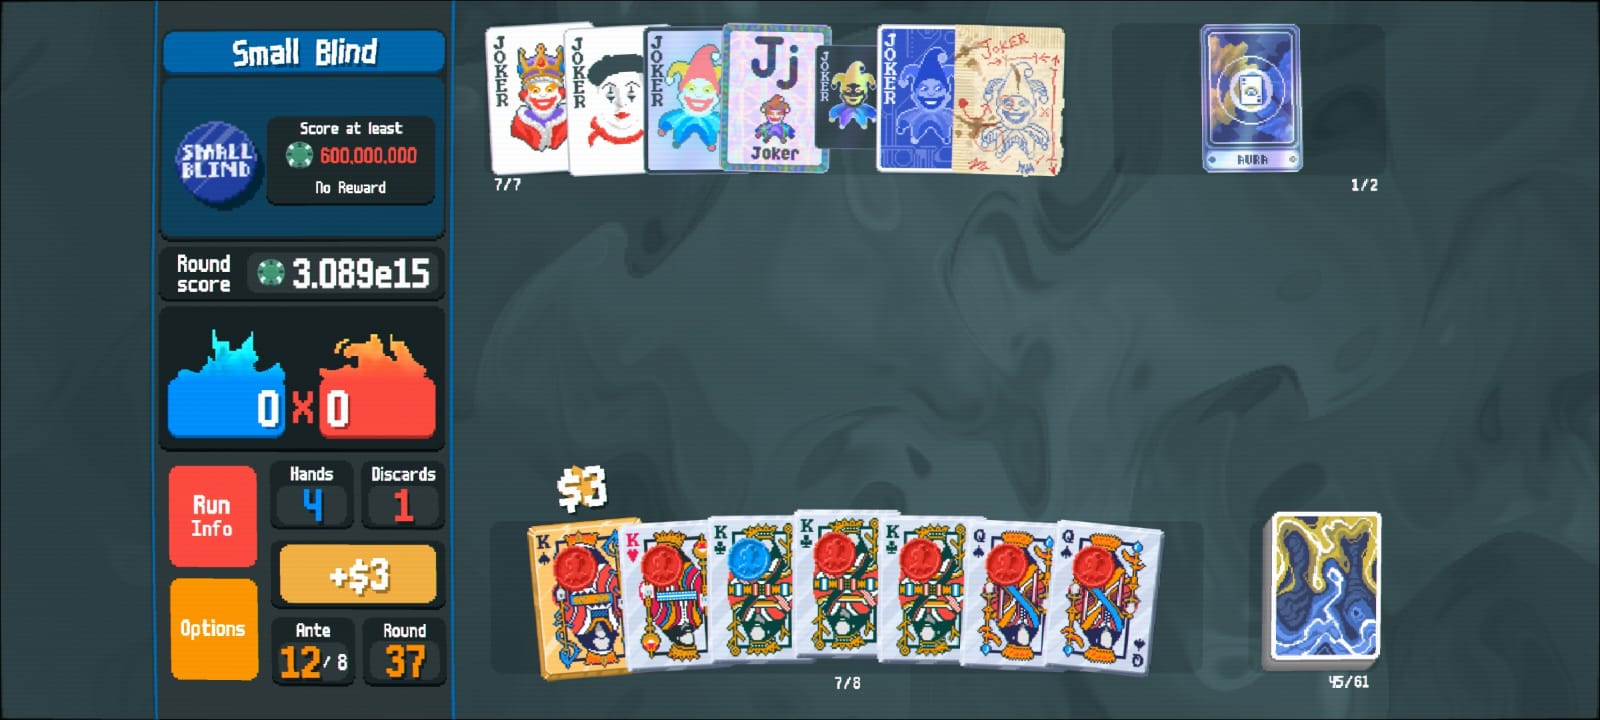 Small Blind
SMALL
BLIND
Score at least
600,000,000
No Reward
Round
score
3.089e15
0 X 0
Run
Info
Options
Hands
4
Discards
1
+$3
Ante
12/8
Round
37
JOKER
JOKER
JOKER
Jj
Joker
JOKER
JOKER
JOKER
7/7
AURA
1/2
$3
K
K
K
K
K
Q
Q
Q
7/8
45/61